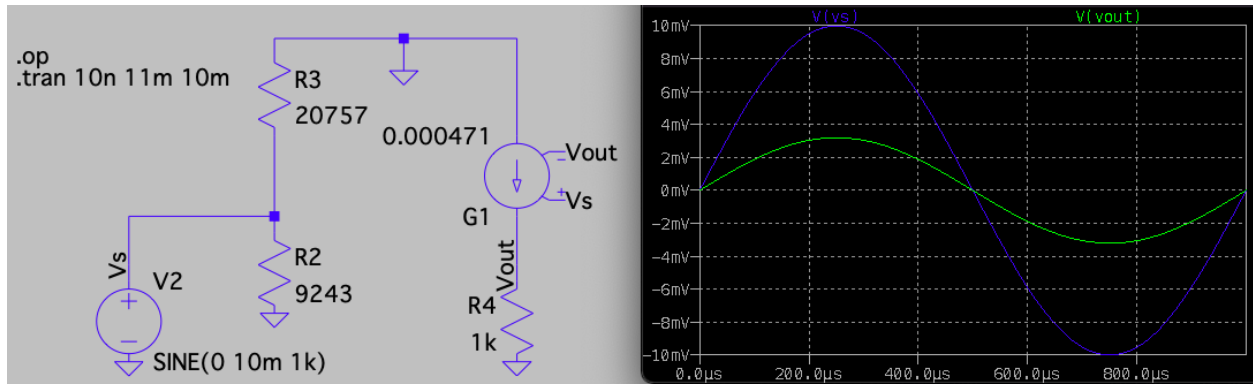 .op
.tran 10n 11m 10m
R3
20757
0.000471
Vout
Vs
G1
Vs
V2
R2
9243
Vout
R4
1k
SINE(0 10m 1k)
V(vs) V(vout)
10mV
8mV
6mV
4mV
2mV
0mV
-2mV
-4mV
-6mV
-8mV
-10mV
0.0µs 200.0µs 400.0µs 600.0µs 800.0µs